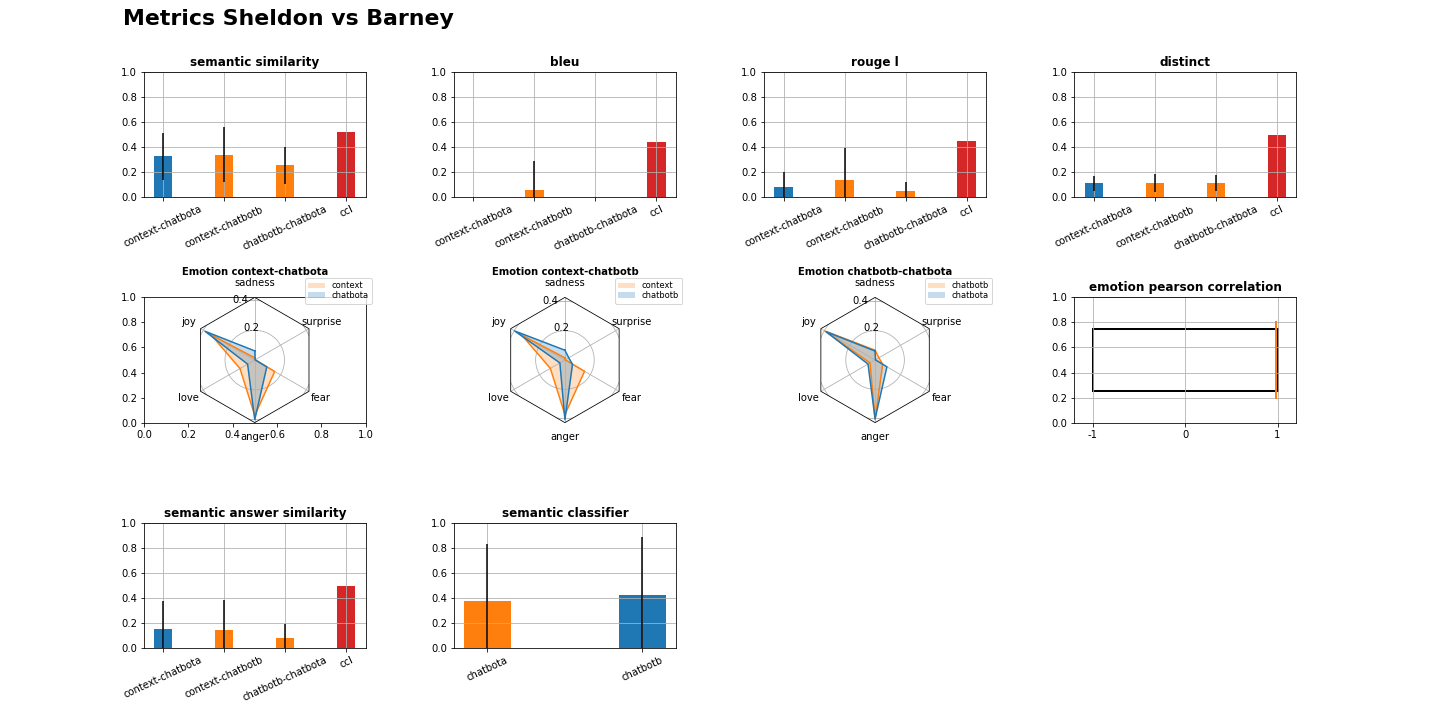 Metrics Sheldon vs Barney
semantic similarity
1.0
0.8
0.6
0.4
0.2
0.0
context-chatbota
context-chatbotb
chatbotb-chatbota
ccl
bleu
1.0
0.8
0.6
0.4
0.2
0.0
context-chatbota
context-chatbotb
chatbotb-chatbota
ccl
rouge l
1.0
0.8
0.6
0.4
0.2
0.0
context-chatbota
context-chatbotb
chatbotb-chatbota
ccl
distinct
1.0
0.8
0.6
0.4
0.2
0.0
context-chatbota
context-chatbotb
chatbotb-chatbota
ccl
Emotion context-chatbota
sadness
context
chatbota
1.0
0.8
0.6
0.4
0.2
0.0
0.4
0.2
joy
surprise
love
fear
anger
0.0
0.2
0.4
0.6
0.8
1.0
Emotion context-chatbotb
sadness
context
chatbotb
0.4
0.2
joy
surprise
love
fear
anger
Emotion chatbotb-chatbota
sadness
chatbotb
chatbota
0.4
0.2
joy
surprise
love
fear
anger
emotion pearson correlation
1.0
0.8
0.6
0.4
0.2
0.0
-1
0
1
semantic answer similarity
1.0
0.8
0.6
0.4
0.2
0.0
context-chatbota
context-chatbotb
chatbotb-chatbota
ccl
semantic classifier
1.0
0.8
0.6
0.4
0.2
0.0
chatbota
chatbotb